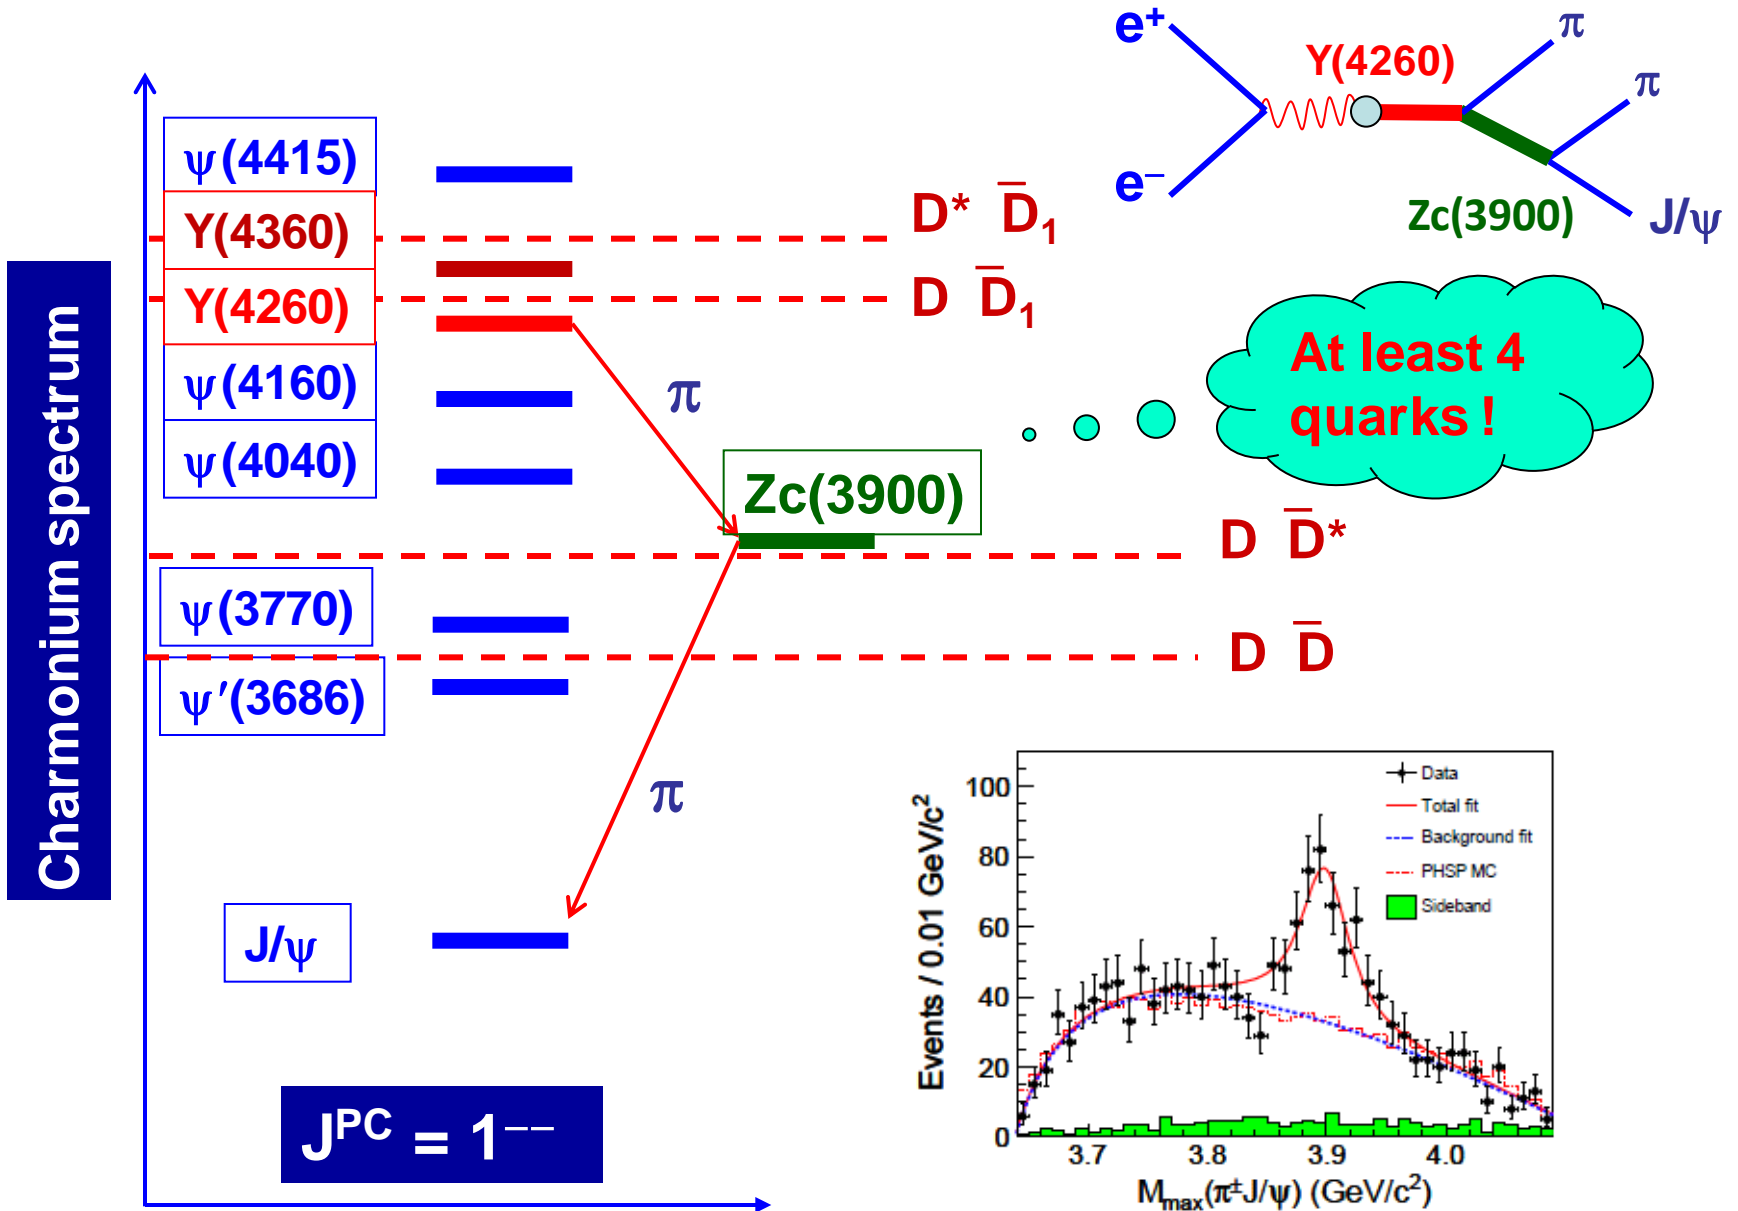 e⁺
π
Y(4260)
π
e⁻
Zc(3900)
J/ψ
Charmonium spectrum
ψ(4415)
Y(4360)
Y(4260)
ψ(4160)
ψ(4040)
D* D̅₁
D D̅₁
π
At least 4
quarks !
Zc(3900)
D D̅*
ψ(3770)
D D̅
ψ′(3686)
π
J/ψ
Jᴾᶜ = 1⁻⁻
Events / 0.01 GeV/c²
100
80
60
40
20
0
Data
Total fit
Background fit
PHSP MC
Sideband
3.7 3.8 3.9 4.0
Mmax(π±J/ψ) (GeV/c²)